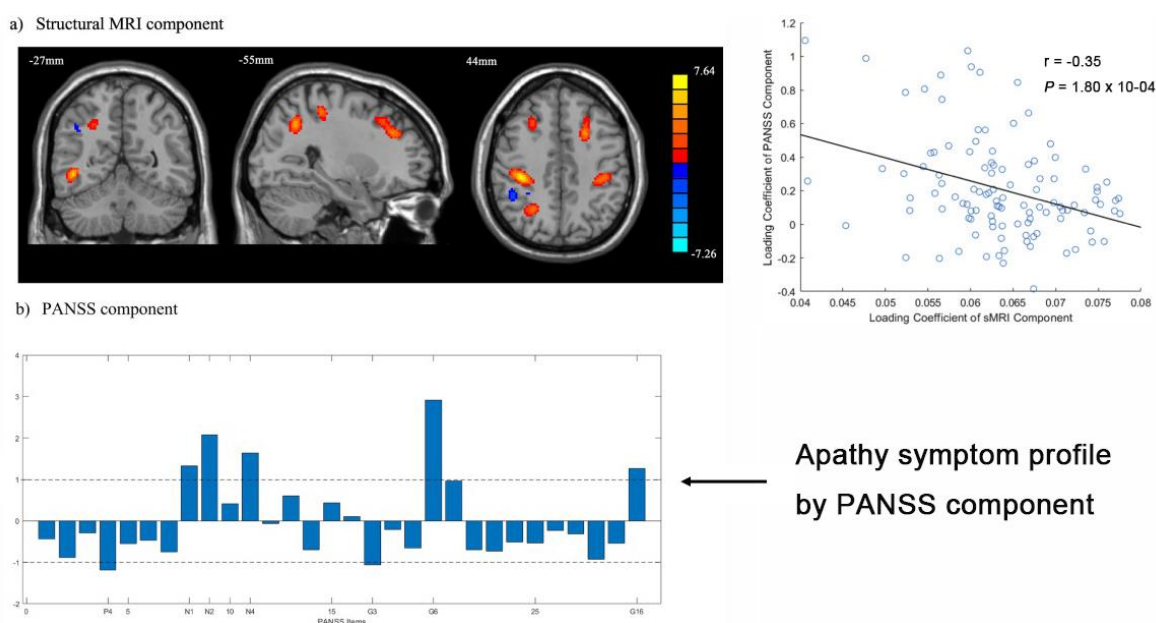 a) Structural MRI component
-27mm
-55mm
44mm
7.64
-7.26
1.2
1
0.8
0.6
0.4
0.2
0
-0.2
-0.4
Loading Coefficient of PANSS Component
r = -0.35
P = 1.80 x 10-04
0.04 0.045 0.05 0.055 0.06 0.065 0.07 0.075 0.08
Loading Coefficient of sMRI Component
b) PANSS component
4
3
2
1
0
-1
-2
0 P4 5 N1 N2 10 N4 15 G3 G6 25 G16
PANSS Items
Apathy symptom profile
by PANSS component